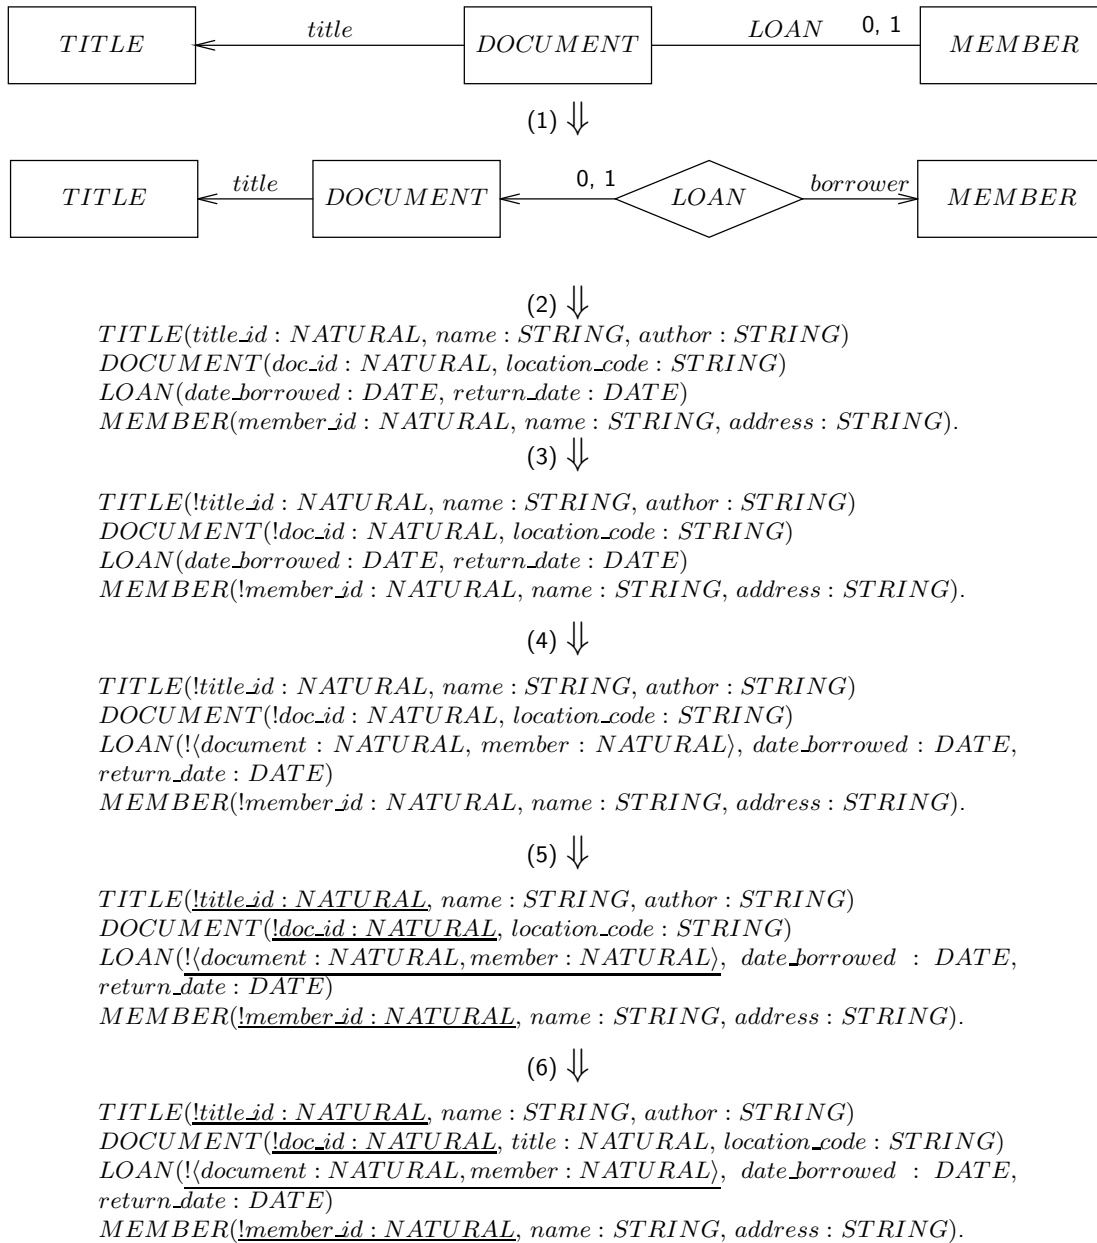 TITLE title DOCUMENT LOAN 0, 1 MEMBER
(1) ⇓
TITLE title DOCUMENT 0, 1 LOAN borrower MEMBER
(2) ⇓
TITLE(title_id : NATURAL, name : STRING, author : STRING)
DOCUMENT(doc_id : NATURAL, location_code : STRING)
LOAN(date_borrowed : DATE, return_date : DATE)
MEMBER(member_id : NATURAL, name : STRING, address : STRING).
(3) ⇓
TITLE(!title_id : NATURAL, name : STRING, author : STRING)
DOCUMENT(!doc_id : NATURAL, location_code : STRING)
LOAN(date_borrowed : DATE, return_date : DATE)
MEMBER(!member_id : NATURAL, name : STRING, address : STRING).
(4) ⇓
TITLE(!title_id : NATURAL, name : STRING, author : STRING)
DOCUMENT(!doc_id : NATURAL, location_code : STRING)
LOAN(!⟨document : NATURAL, member : NATURAL⟩, date_borrowed : DATE,
return_date : DATE)
MEMBER(!member_id : NATURAL, name : STRING, address : STRING).
(5) ⇓
TITLE(!title_id : NATURAL, name : STRING, author : STRING)
DOCUMENT(!doc_id : NATURAL, location_code : STRING)
LOAN(!⟨document : NATURAL, member : NATURAL⟩, date_borrowed : DATE,
return_date : DATE)
MEMBER(!member_id : NATURAL, name : STRING, address : STRING).
(6) ⇓
TITLE(!title_id : NATURAL, name : STRING, author : STRING)
DOCUMENT(!doc_id : NATURAL, title : NATURAL, location_code : STRING)
LOAN(!⟨document : NATURAL, member : NATURAL⟩, date_borrowed : DATE,
return_date : DATE)
MEMBER(!member_id : NATURAL, name : STRING, address : STRING).